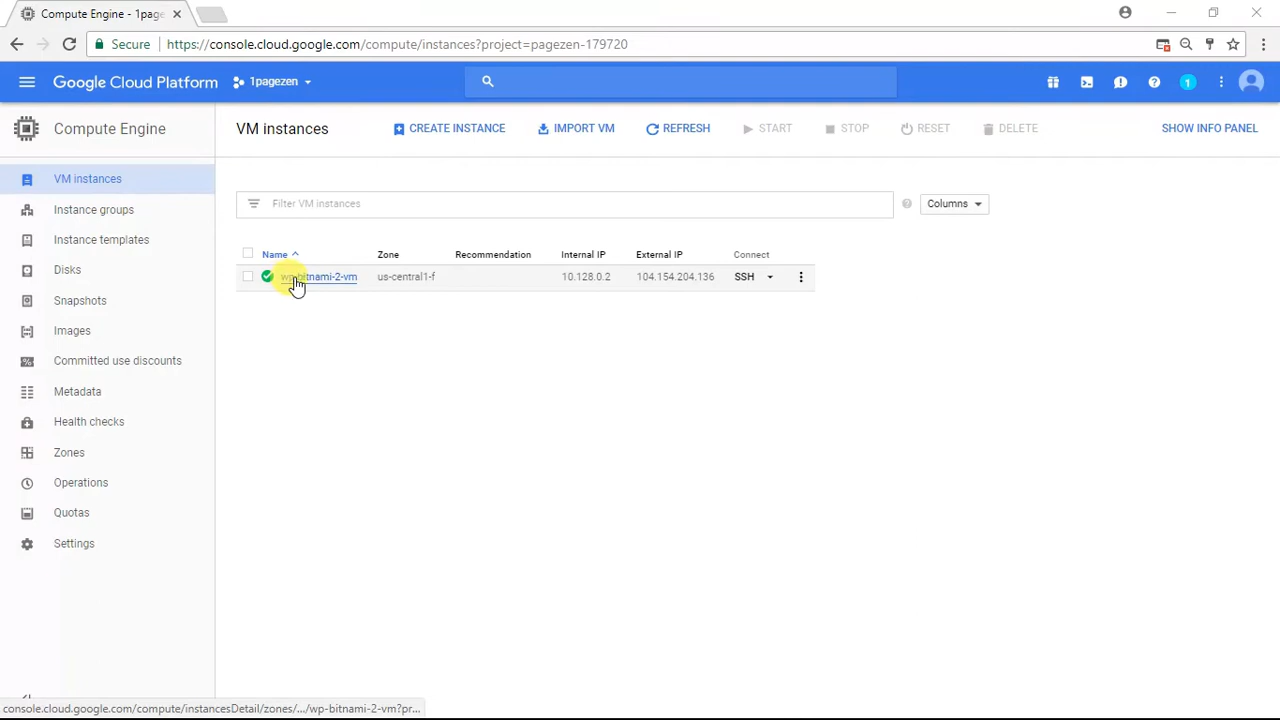 Compute Engine - 1page
Secure https://console.cloud.google.com/compute/instances?project=pagezen-179720
Google Cloud Platform 1pagezen 1
Compute Engine VM instances CREATE INSTANCE IMPORT VM REFRESH START STOP RESET DELETE SHOW INFO PANEL
VM instances
Instance groups
Instance templates
Disks
Snapshots
Images
Committed use discounts
Metadata
Health checks
Zones
Operations
Quotas
Settings
Filter VM instances Columns
Name Zone Recommendation Internal IP External IP Connect
wp-bitnami-2-vm us-central1-f 10.128.0.2 104.154.204.136 SSH
console.cloud.google.com/compute/instancesDetail/zones/.../wp-bitnami-2-vm?pr...